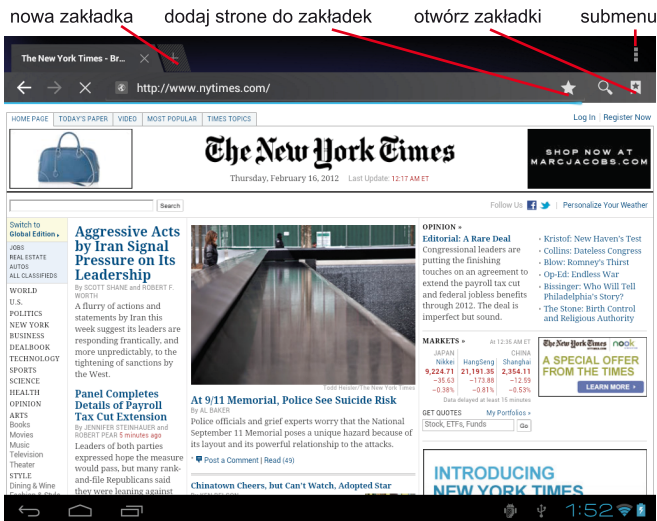 nowa zakładka dodaj strone do zakładek otwórz zakładki submenu
The New York Times - Br...
http://www.nytimes.com/
HOME PAGE TODAY'S PAPER VIDEO MOST POPULAR TIMES TOPICS
Log In Register Now
The New York Times
Thursday, February 16, 2012 Last Update: 12:17 AM ET
SHOP NOW AT
MARCJACOBS.COM
Search
Follow Us
Personalize Your Weather
Switch to
Global Edition
JOBS
REAL ESTATE
AUTOS
ALL CLASSIFIEDS
WORLD
U.S.
POLITICS
NEW YORK
BUSINESS
DEALBOOK
TECHNOLOGY
SPORTS
SCIENCE
HEALTH
OPINION
ARTS
Books
Movies
Music
Television
Theater
STYLE
Dining & Wine
Fashion & Style
Aggressive Acts
by Iran Signal
Pressure on Its
Leadership
By SCOTT SHANE and ROBERT F.
WORTH
A flurry of actions and
statements by Iran this
week suggest its leaders are
responding frantically, and
more unpredictably, to the
tightening of sanctions by
the West.
Panel Completes
Details of Payroll
Tax Cut Extension
By JENNIFER STEINHAUER and
ROBERT PEAR 5 minutes ago
Leaders of both parties
expressed hope the measure
would pass, but many rank-
and-file Republicans said
they were leaning against
Todd Heisler/The New York Times
At 9/11 Memorial, Police See Suicide Risk
By AL BAKER
Police officials and grief experts worry that the National
September 11 Memorial poses a unique hazard because of
its layout and its powerful relationship to the attacks.
• Post a Comment | Read (49)
Chinatown Cheers, but Can't Watch, Adopted Star
OPINION »
Editorial: A Rare Deal
Congressional leaders are
putting the finishing
touches on an agreement to
extend the payroll tax cut
and federal jobless benefits
through 2012. The deal is
imperfect but sound.
• Kristof: New Haven's Test
• Collins: Dateless Congress
• Blow: Romney's Thirst
• Op-Ed: Endless War
• Bissinger: Who Will Tell
Philadelphia's Story?
• The Stone: Birth Control
and Religious Authority
MARKETS » At 12:35 AM ET
JAPAN CHINA
Nikkei HangSeng Shanghai
9,224.71 21,191.35 2,354.11
−35.63 −173.88 −12.59
−0.38% −0.81% −0.53%
Data delayed at least 15 minutes
GET QUOTES My Portfolios »
Stock, ETFs, Funds Go
The New York Times nook
A SPECIAL OFFER
FROM THE TIMES
LEARN MORE
INTRODUCING
NEW YORK TIMES
1:52